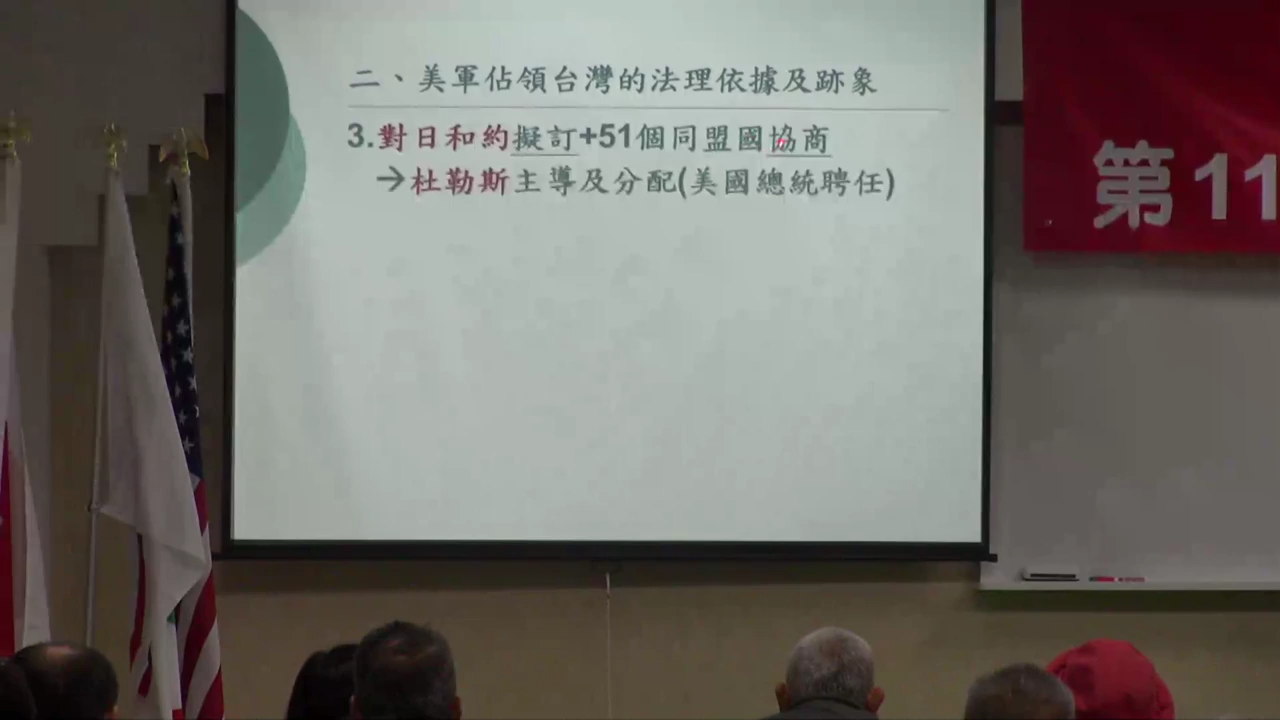 二、美軍佔領台灣的法理依據及跡象
3.對日和約擬訂+51個同盟國協商
→杜勒斯主導及分配(美國總統聘任)
第11